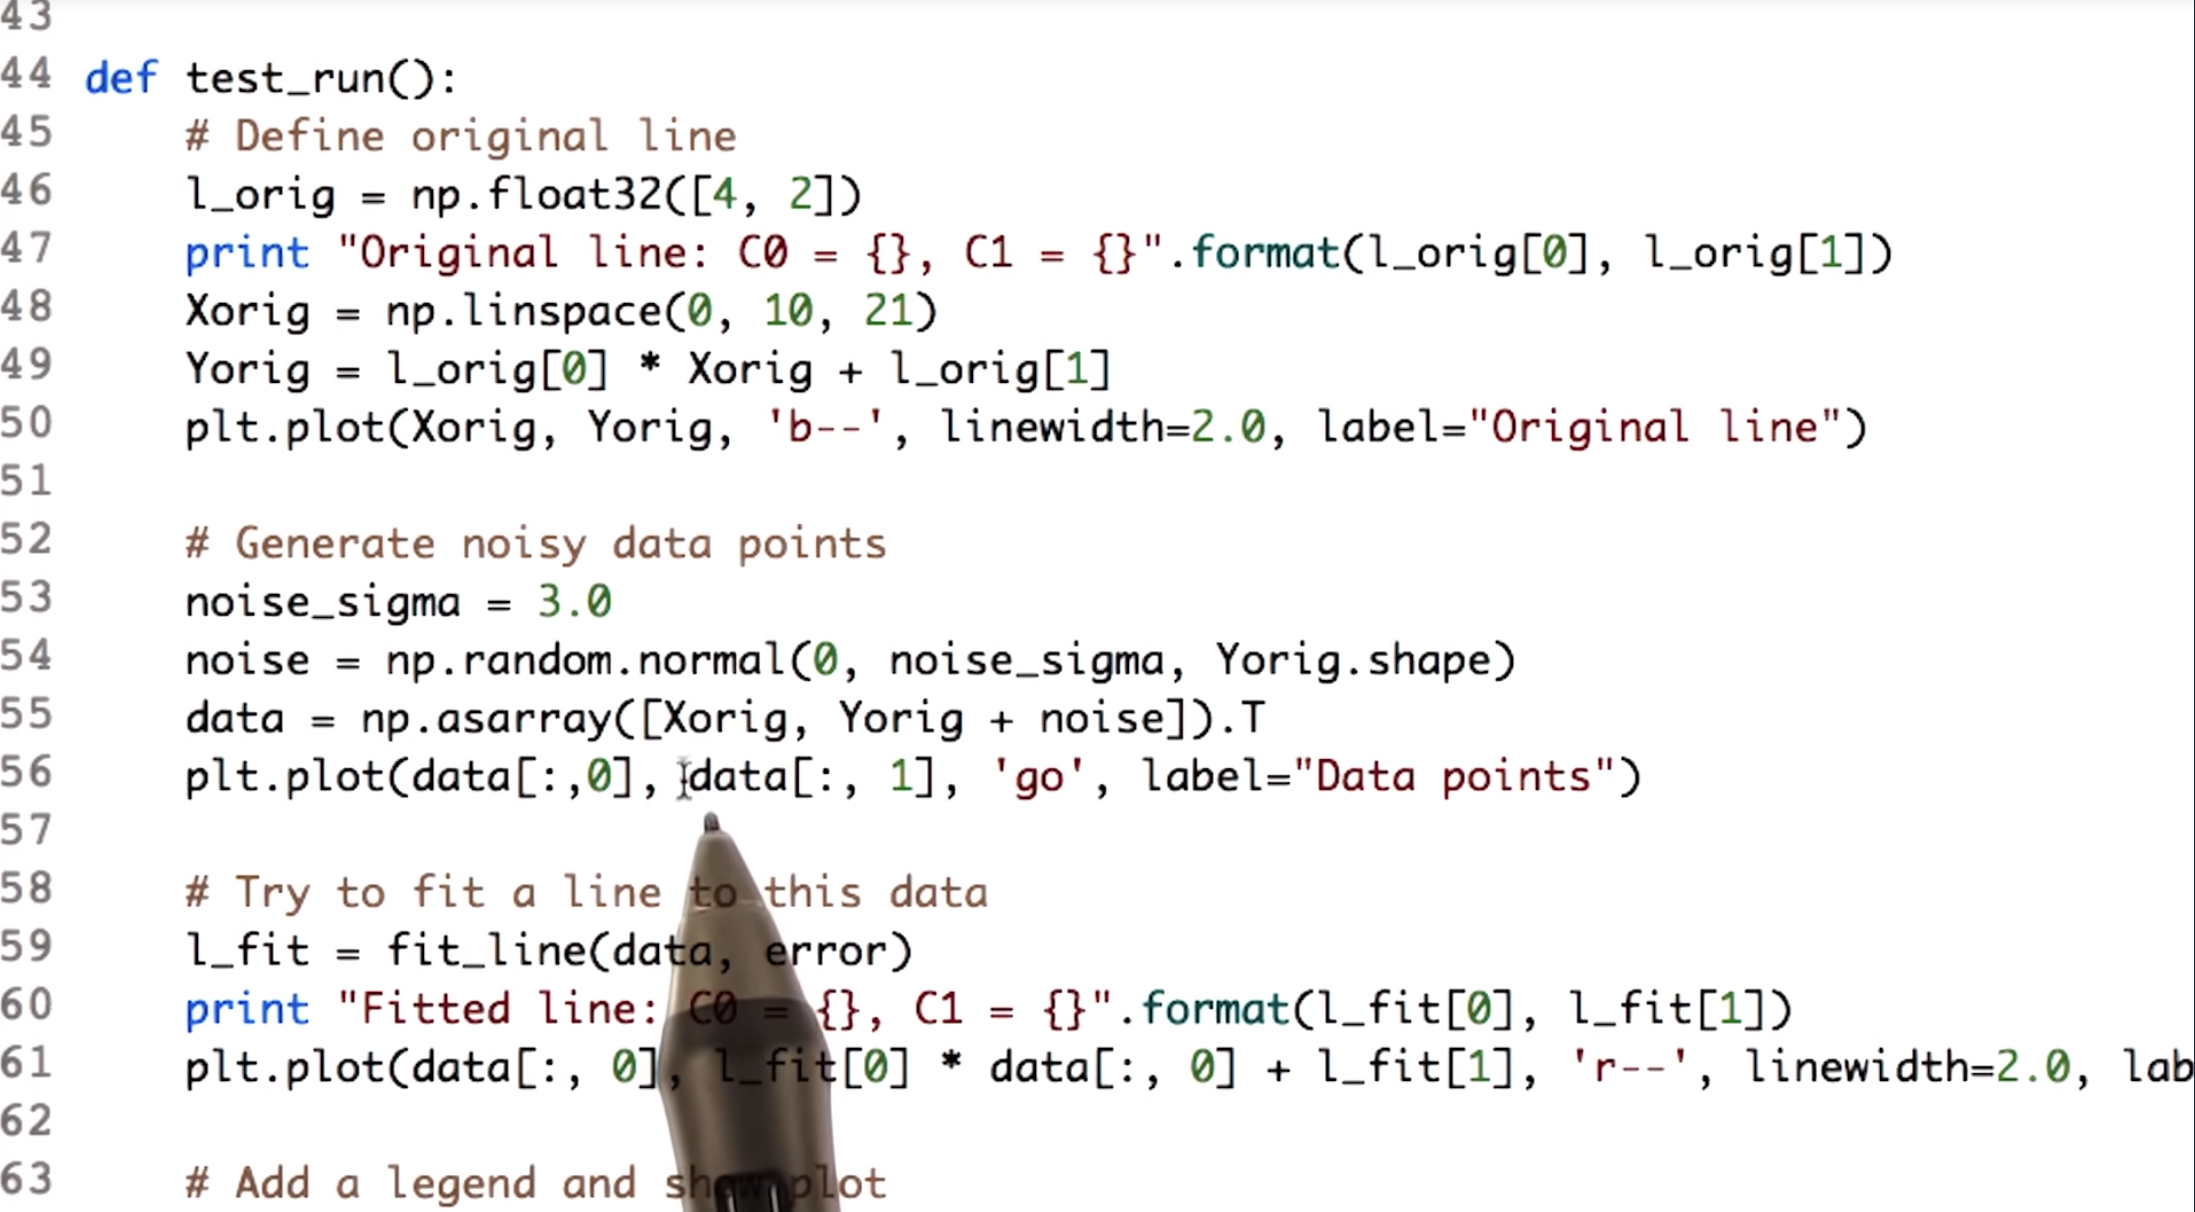 43
44 def test_run():
45     # Define original line
46     l_orig = np.float32([4, 2])
47     print "Original line: C0 = {}, C1 = {}".format(l_orig[0], l_orig[1])
48     Xorig = np.linspace(0, 10, 21)
49     Yorig = l_orig[0] * Xorig + l_orig[1]
50     plt.plot(Xorig, Yorig, 'b--', linewidth=2.0, label="Original line")
51
52     # Generate noisy data points
53     noise_sigma = 3.0
54     noise = np.random.normal(0, noise_sigma, Yorig.shape)
55     data = np.asarray([Xorig, Yorig + noise]).T
56     plt.plot(data[:,0], data[:, 1], 'go', label="Data points")
57
58     # Try to fit a line to this data
59     l_fit = fit_line(data, error)
60     print "Fitted line: C0 = {}, C1 = {}".format(l_fit[0], l_fit[1])
61     plt.plot(data[:, 0], l_fit[0] * data[:, 0] + l_fit[1], 'r--', linewidth=2.0, lab
62
63     # Add a legend and show plot